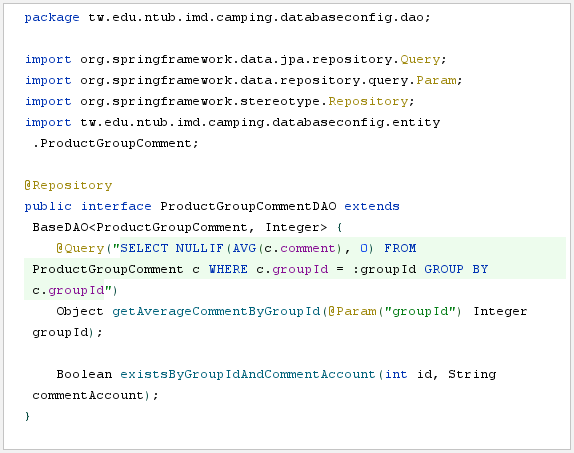 package tw.edu.ntub.imd.camping.databaseconfig.dao;
import org.springframework.data.jpa.repository.Query;
import org.springframework.data.repository.query.Param;
import org.springframework.stereotype.Repository;
import tw.edu.ntub.imd.camping.databaseconfig.entity
.ProductGroupComment;
@Repository
public interface ProductGroupCommentDAO extends
BaseDAO<ProductGroupComment, Integer> {
@Query("SELECT NULLIF(AVG(c.comment), 0) FROM
ProductGroupComment c WHERE c.groupId = :groupId GROUP BY
c.groupId")
Object getAverageCommentByGroupId(@Param("groupId") Integer
groupId);
Boolean existsByGroupIdAndCommentAccount(int id, String
commentAccount);
}